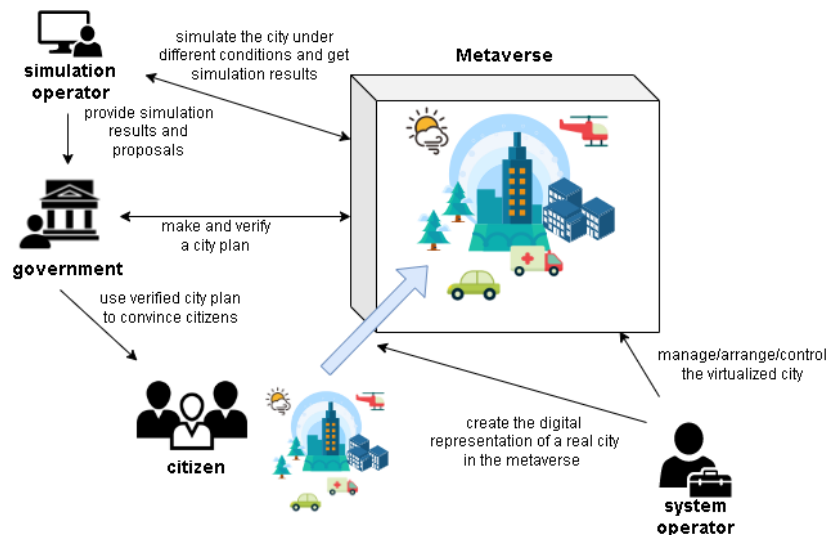 simulate the city under
different conditions and get
simulation results
Metaverse
simulation
operator
provide simulation
results and
proposals
make and verify
a city plan
government
use verified city plan
to convince citizens
manage/arrange/control
the virtualized city
create the digital
representation of a real city
in the metaverse
citizen
system
operator